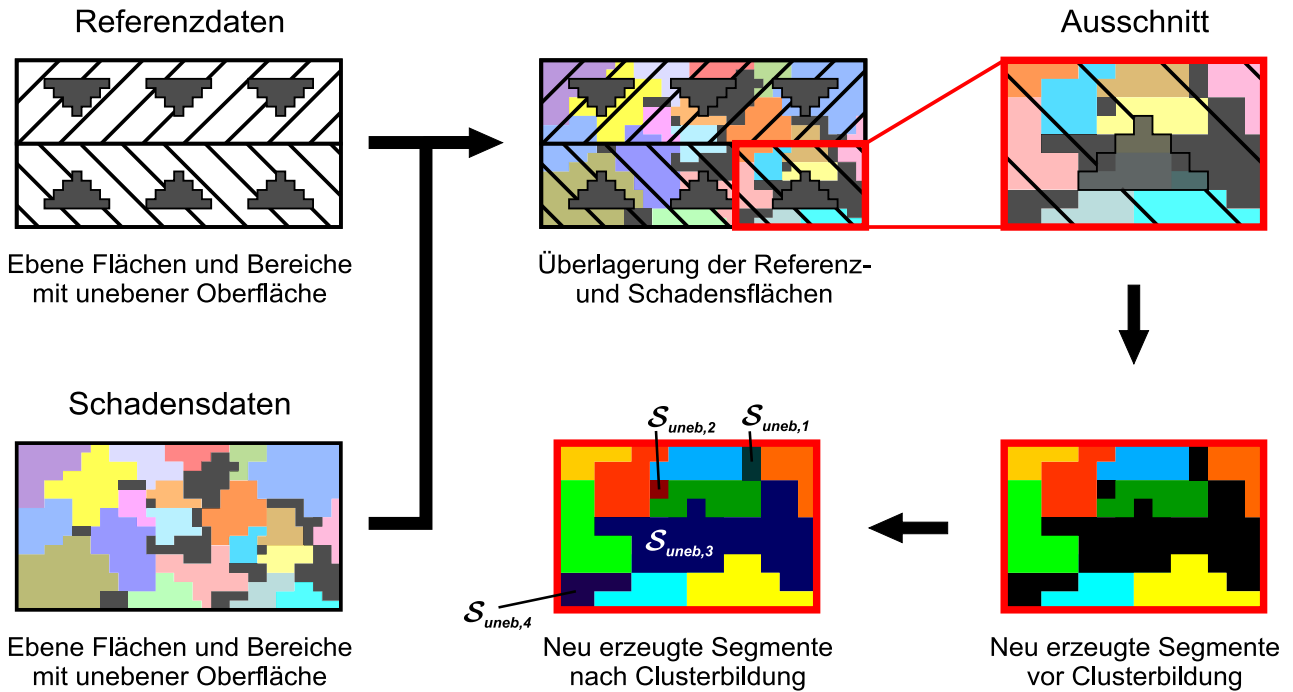 Referenzdaten
Ausschnitt
Ebene Flächen und Bereiche
mit unebener Oberfläche
Überlagerung der Referenz-
und Schadensflächen
Schadensdaten
S uneb,2
S uneb,1
S uneb,3
S uneb,4
Ebene Flächen und Bereiche
mit unebener Oberfläche
Neu erzeugte Segmente
nach Clusterbildung
Neu erzeugte Segmente
vor Clusterbildung